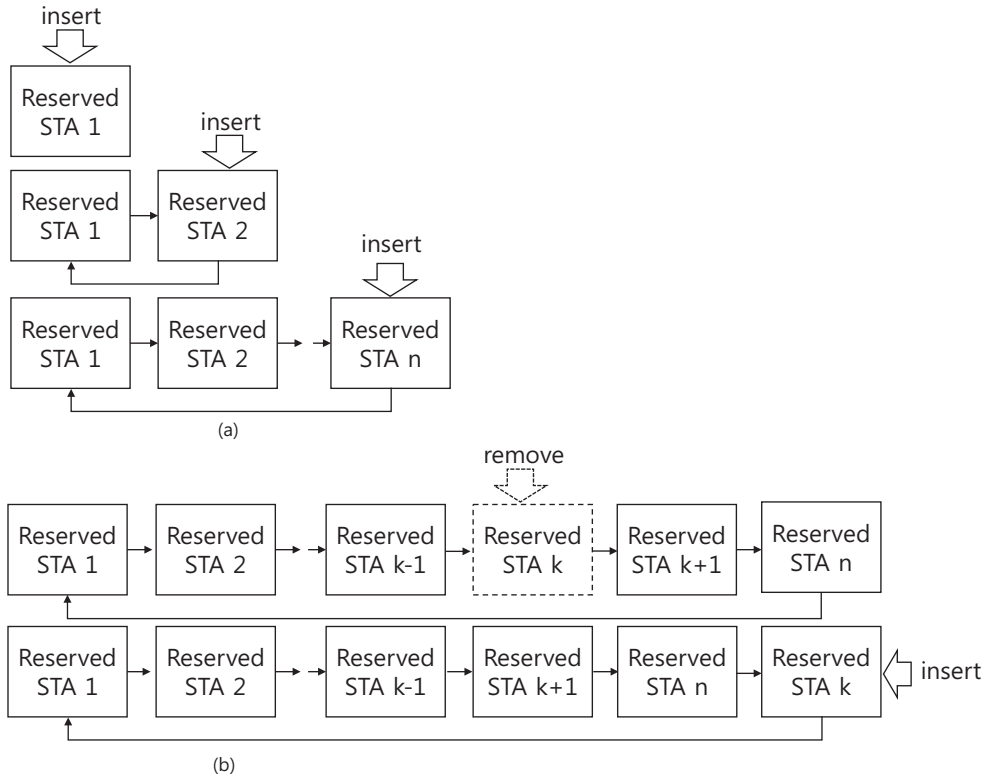 insert
Reserved
STA 1
insert
Reserved
STA 1
Reserved
STA 2
insert
Reserved
STA 1
Reserved
STA 2
Reserved
STA n
(a)
remove
Reserved
STA 1
Reserved
STA 2
Reserved
STA k-1
Reserved
STA k
Reserved
STA k+1
Reserved
STA n
Reserved
STA 1
Reserved
STA 2
Reserved
STA k-1
Reserved
STA k+1
Reserved
STA n
Reserved
STA k
insert
(b)